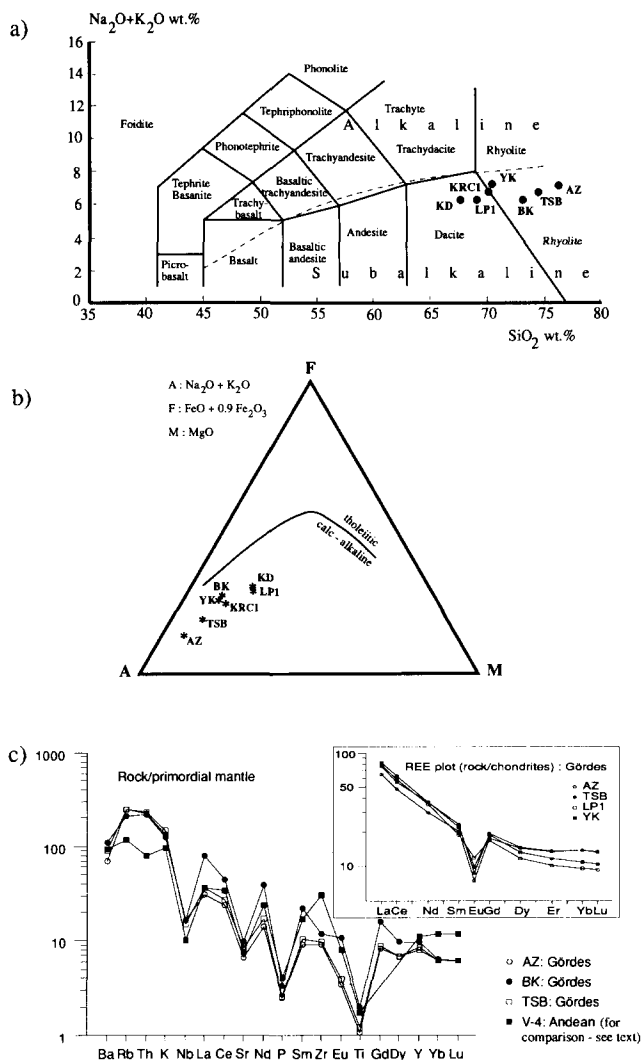 a)
Na2O+K2O wt.%
16
14
12
10
8
6
4
2
0
Phonolite
Foidite
Tephriphonolite
Trachyte
A l k a l i n e
Phonotephrite
Trachyandesite
Trachydacite
Rhyolite
Tephrite
Basanite
Basaltic
trachyandesite
Trachy-
basalt
KRC1
YK
AZ
KD
LP1
BK
TSB
Andesite
Dacite
Rhyolite
Picro-
basalt
Basalt
Basaltic
andesite
S u b a l k a l i n e
35 40 45 50 55 60 65 70 75 80
SiO2 wt.%
b)
F
A : Na2O + K2O
F : FeO + 0.9 Fe2O3
M : MgO
tholeiitic
calc - alkaline
BK
KD
LP1
YK
KRC1
TSB
AZ
A
M
c)
1000
100
10
1
Rock/primordial mantle
REE plot (rock/chondrites) : Gördes
100
50
10
AZ
TSB
LP1
YK
La Ce Nd Sm Eu Gd Dy Er Yb Lu
AZ: Gördes
BK: Gördes
TSB: Gördes
V-4: Andean (for
comparison - see text)
Ba Rb Th K Nb La Ce Sr Nd P Sm Zr Eu Ti Gd Dy Y Yb Lu